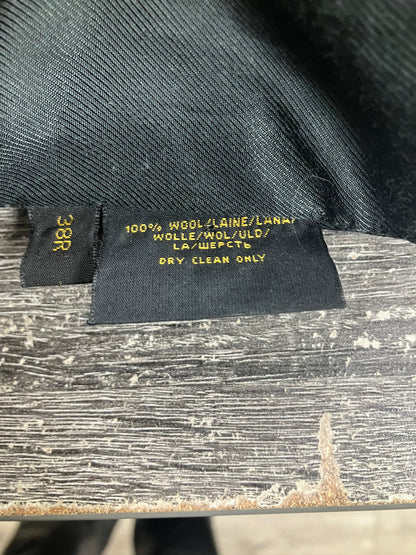 38R
100% WOOL/LAINE/LANA/
WOLLE/WOL/ULD/
LA/ШЕРСТЬ
DRY CLEAN ONLY